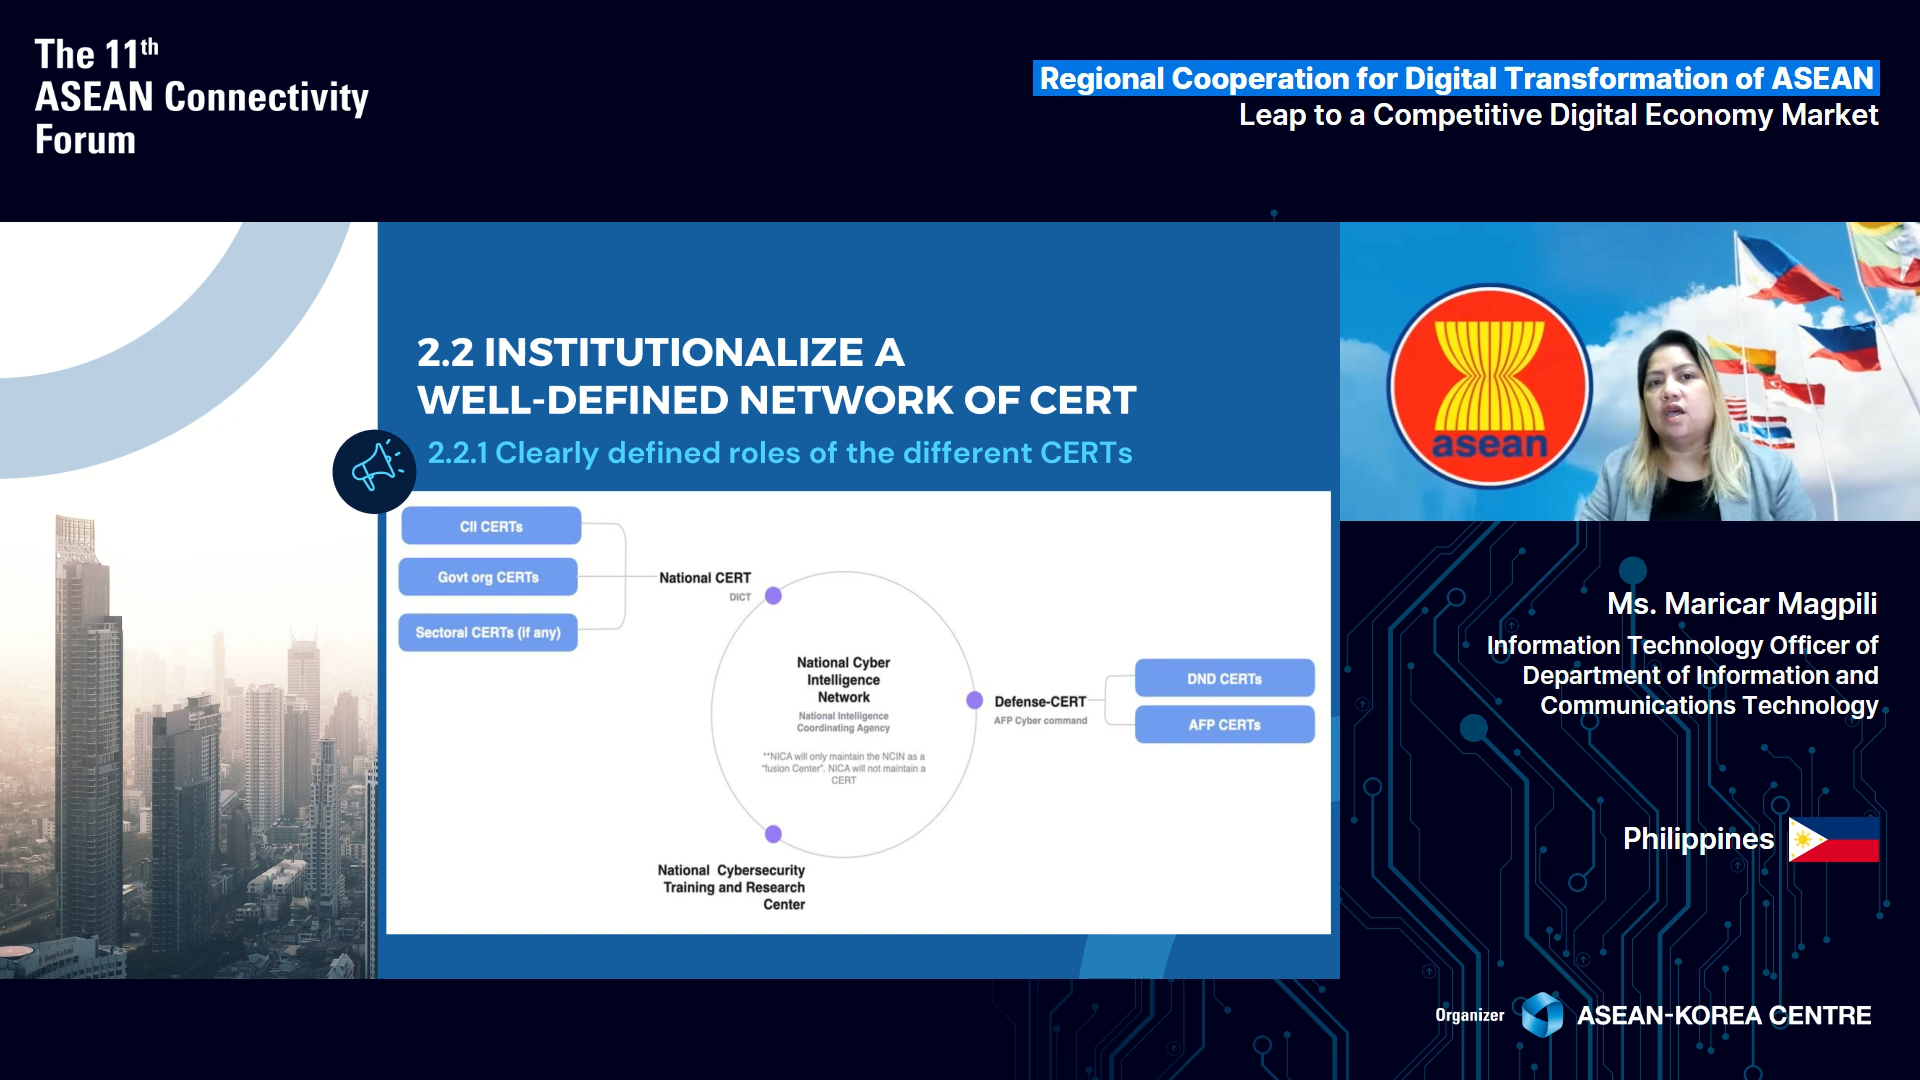 The 11th
ASEAN Connectivity
Forum
Regional Cooperation for Digital Transformation of ASEAN
Leap to a Competitive Digital Economy Market
2.2 INSTITUTIONALIZE A
WELL-DEFINED NETWORK OF CERT
2.2.1 Clearly defined roles of the different CERTs
CII CERTs
Govt org CERTs
Sectoral CERTs (if any)
National CERT
DICT
National Cyber
Intelligence
Network
National Intelligence
Coordinating Agency
**NICA will only maintain the NCIN as a
"fusion Center". NICA will not maintain a
CERT
Defense-CERT
AFP Cyber command
DND CERTs
AFP CERTs
National Cybersecurity
Training and Research
Center
asean
Ms. Maricar Magpili
Information Technology Officer of
Department of Information and
Communications Technology
Philippines
Organizer
ASEAN-KOREA CENTRE